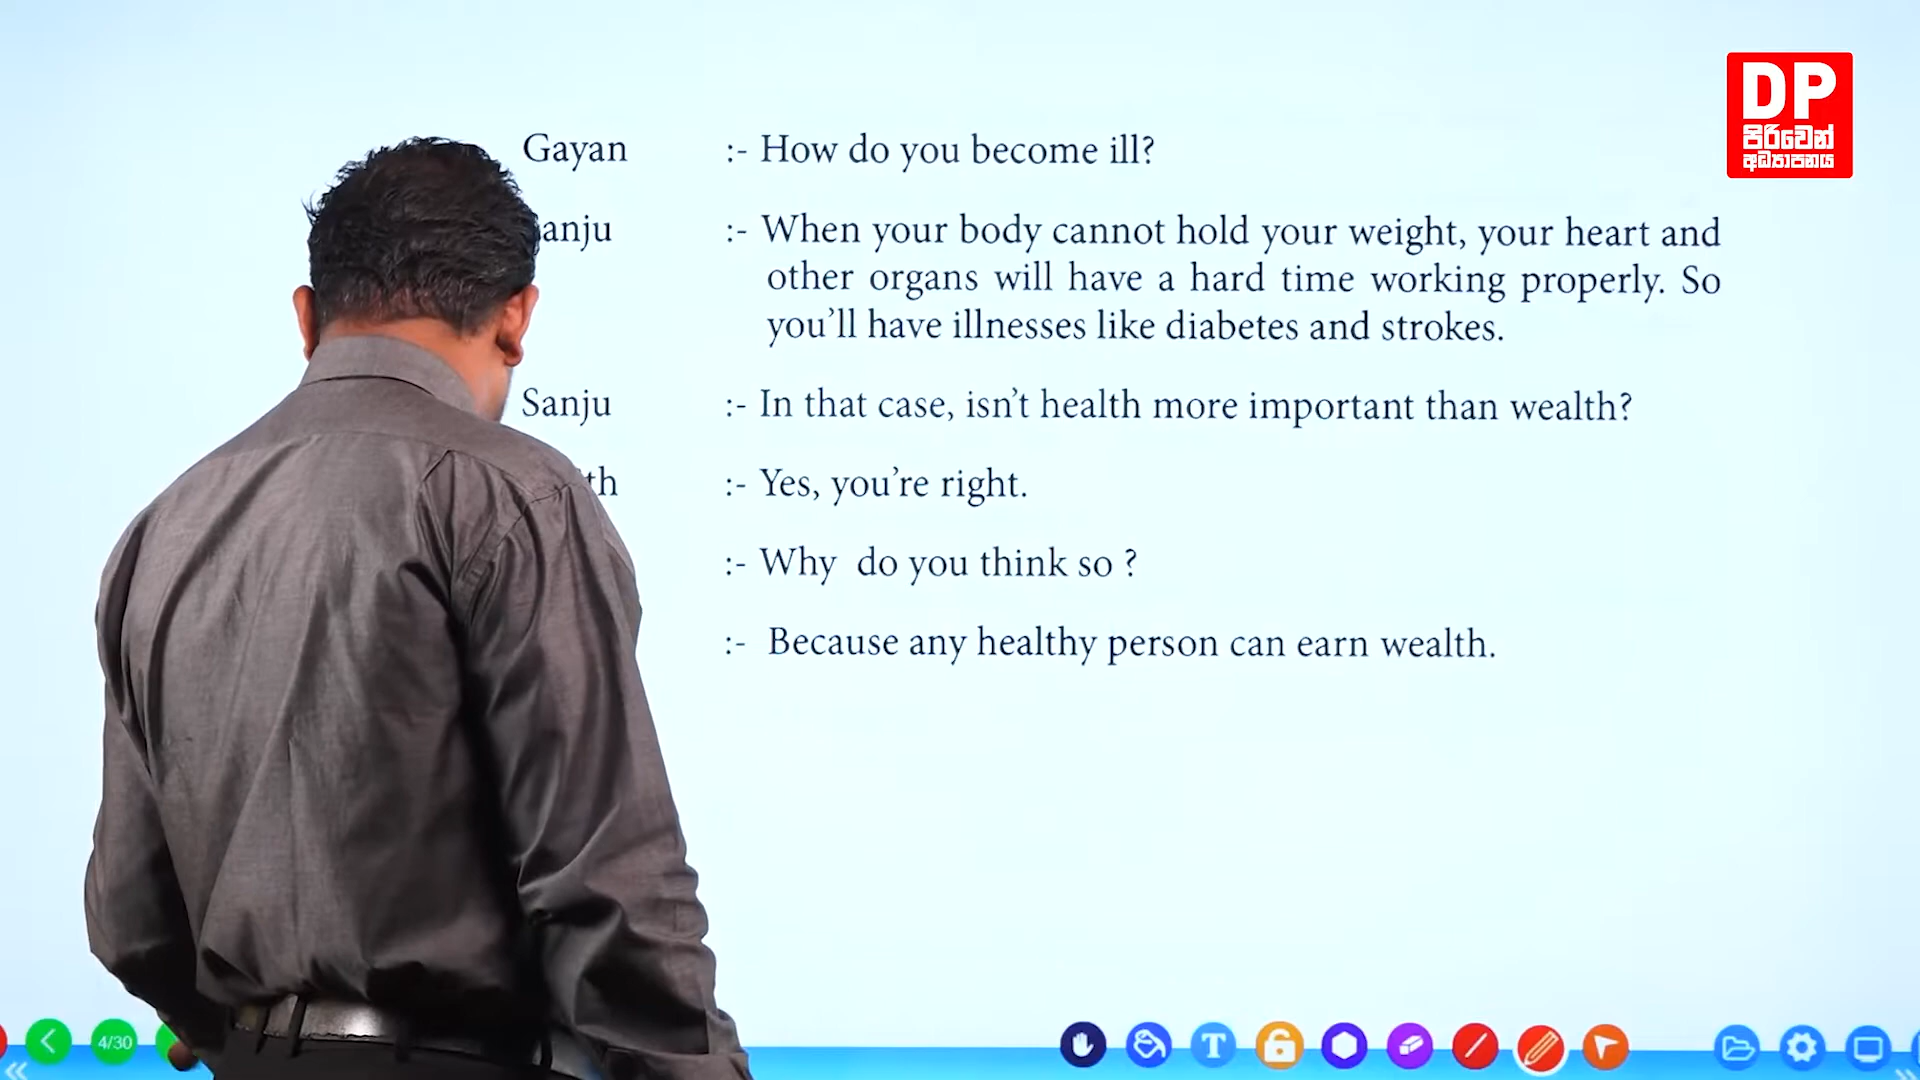 DP
පිරිවෙන්
අධ්‍යාපනය
Gayan :- How do you become ill?
anju :- When your body cannot hold your weight, your heart and
other organs will have a hard time working properly. So
you'll have illnesses like diabetes and strokes.
Sanju :- In that case, isn't health more important than wealth?
th :- Yes, you're right.
:- Why do you think so ?
:- Because any healthy person can earn wealth.
4/30
T